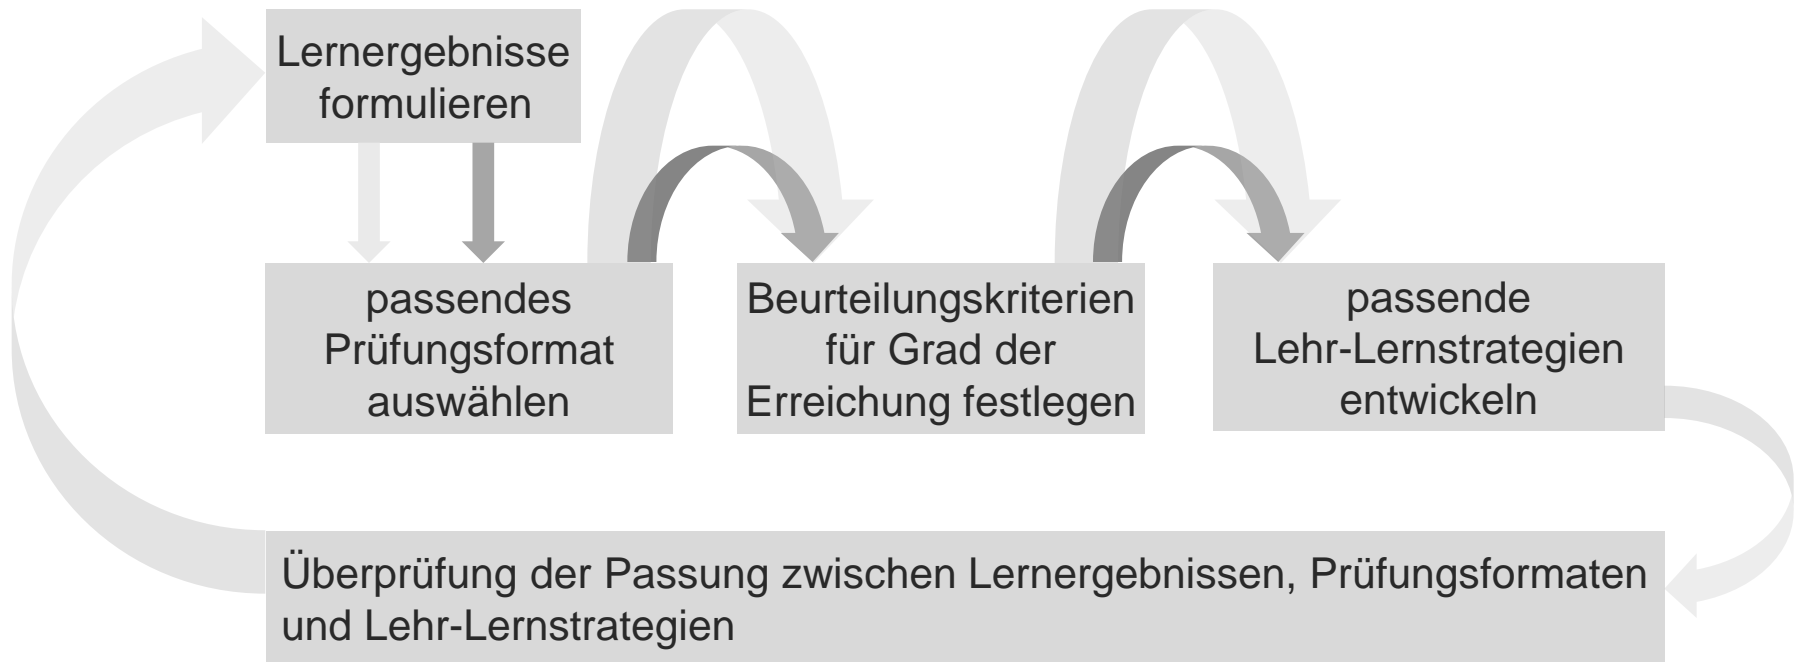 Lernergebnisse
formulieren
passendes
Prüfungsformat
auswählen
Beurteilungskriterien
für Grad der
Erreichung festlegen
passende
Lehr-Lernstrategien
entwickeln
Überprüfung der Passung zwischen Lernergebnissen, Prüfungsformaten
und Lehr-Lernstrategien